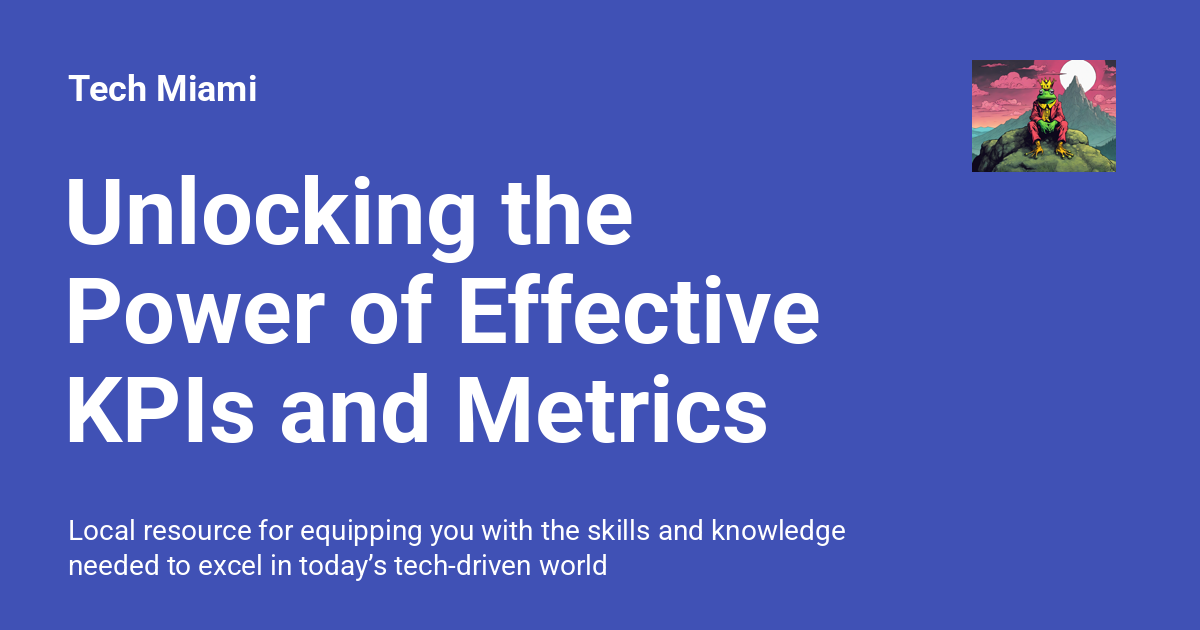 Tech Miami
Unlocking the
Power of Effective
KPIs and Metrics
Local resource for equipping you with the skills and knowledge
needed to excel in today’s tech-driven world